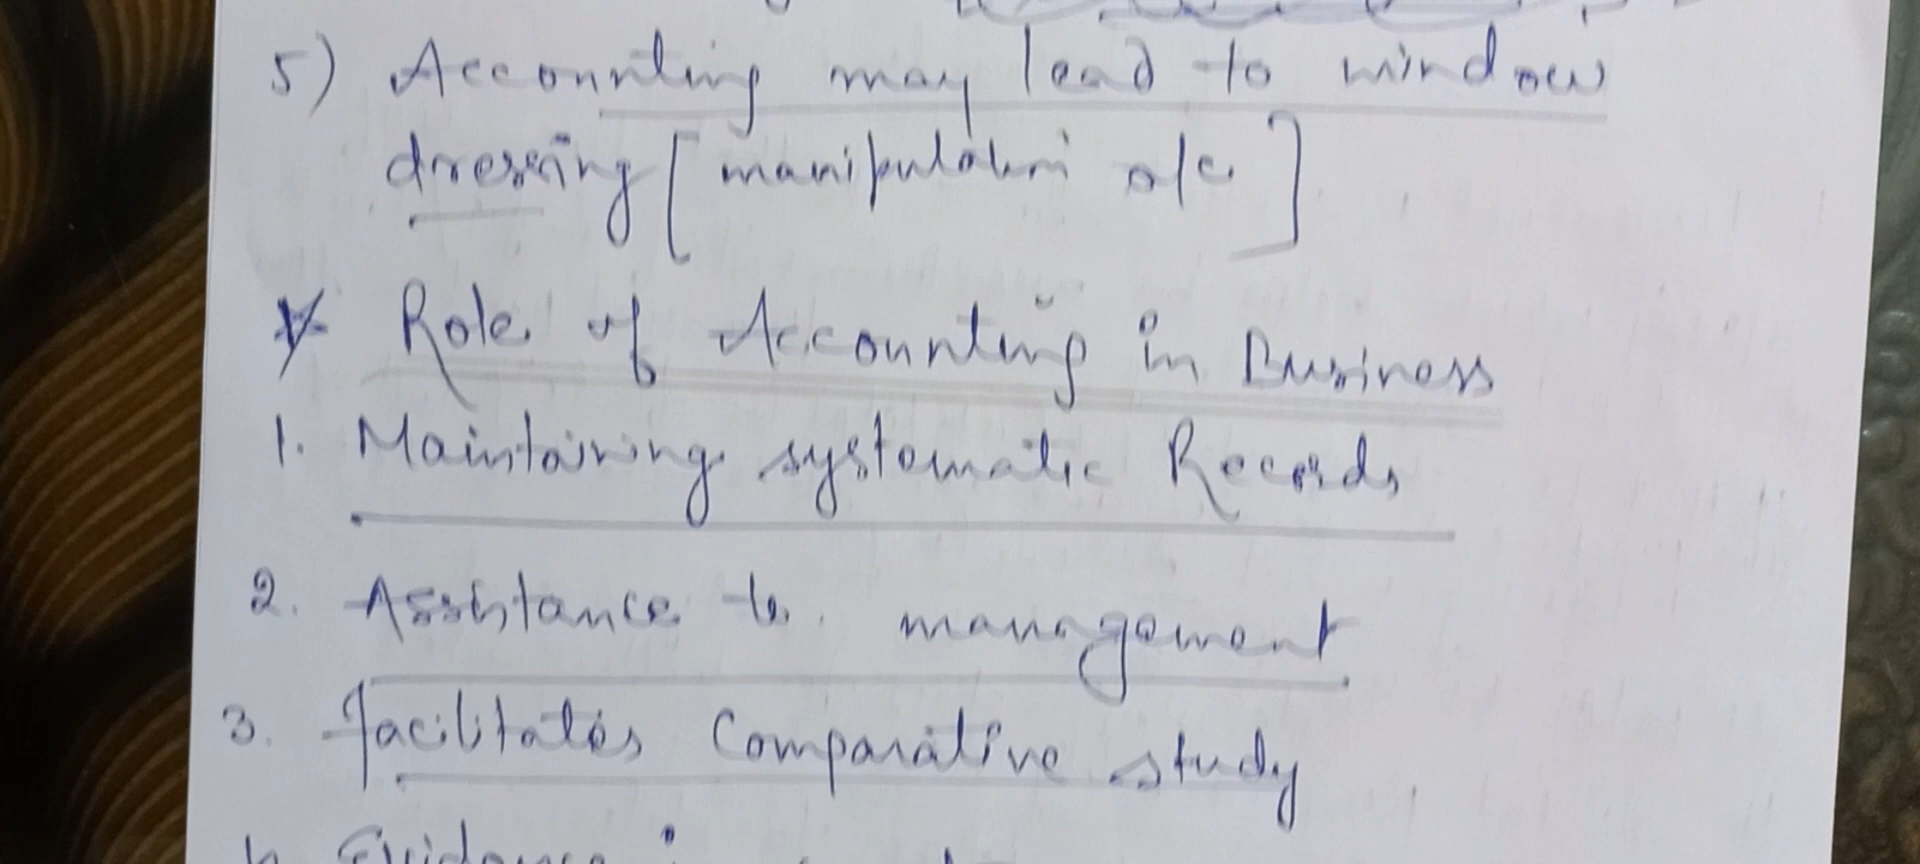 5) Accounting may lead to window
dressing [manipulation a/c]
* Role of Accounting in Business
1. Maintaining systematic Records
2. Assistance to management
3. facilitates Comparative study
Evidence